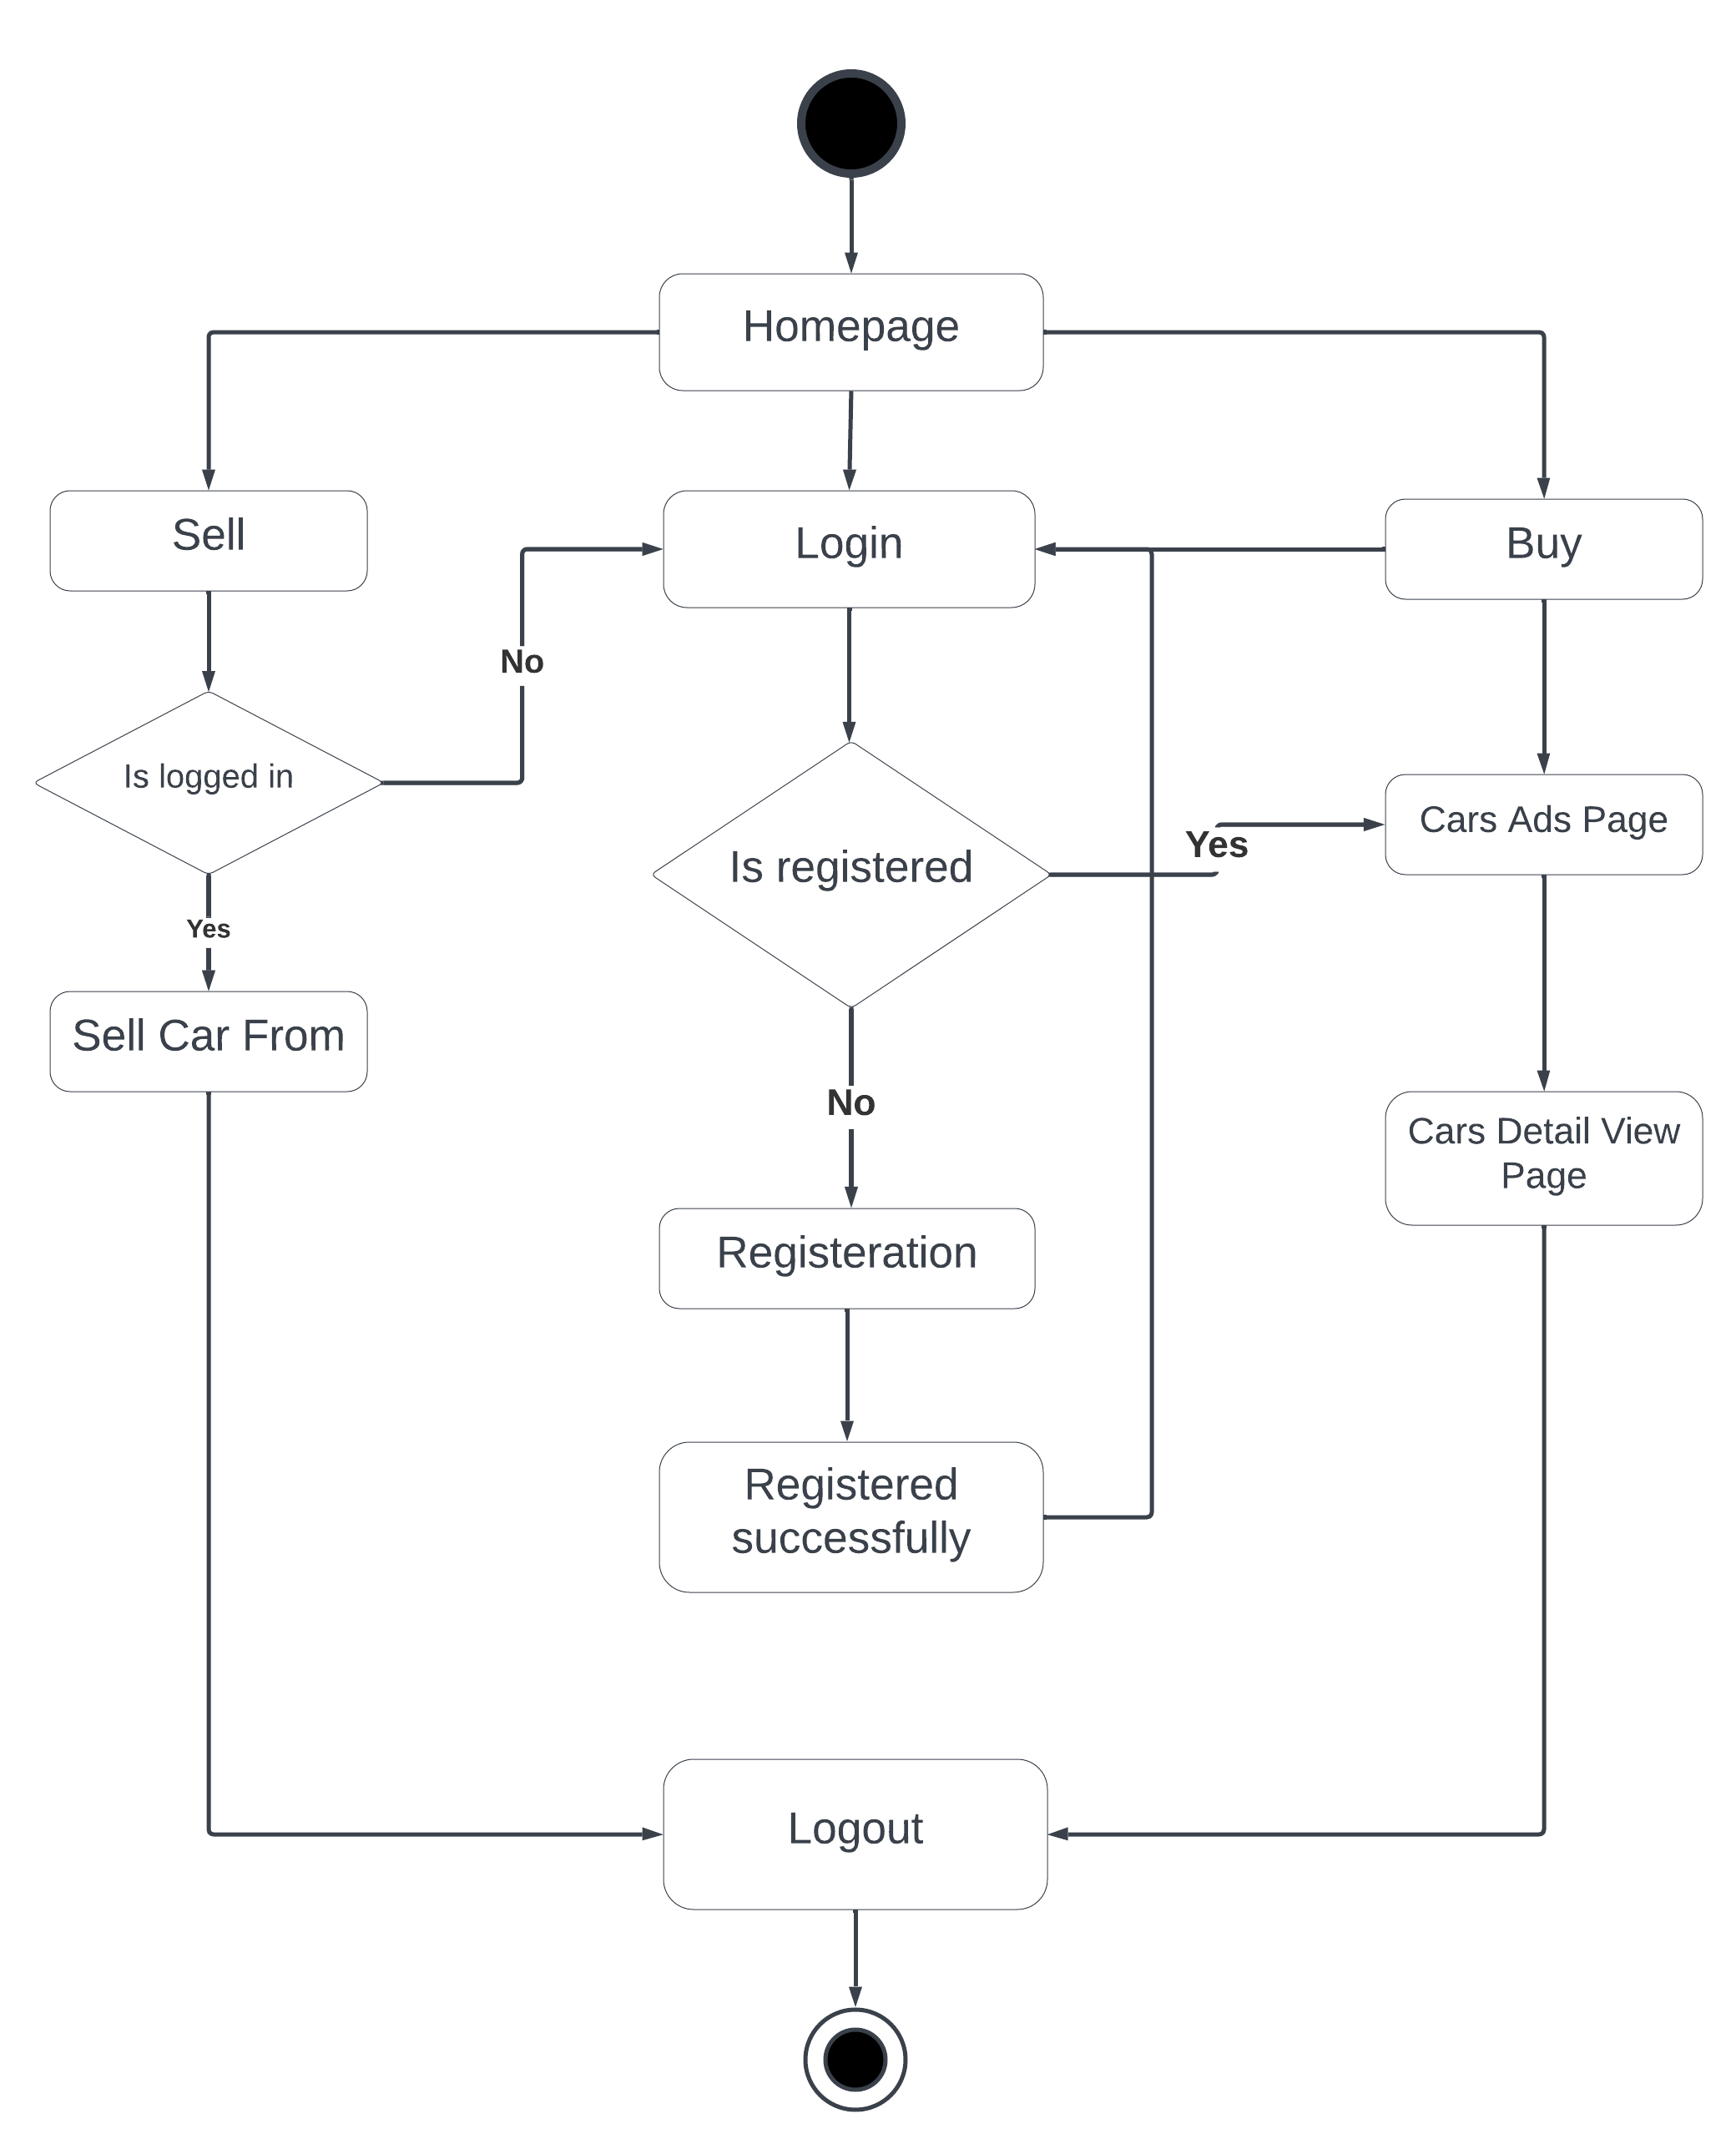 Homepage
Sell
Login
Buy
No
Is logged in
Cars Ads Page
Yes
Is registered
Yes
Sell Car From
No
Cars Detail View
Page
Registeration
Registered
successfully
Logout